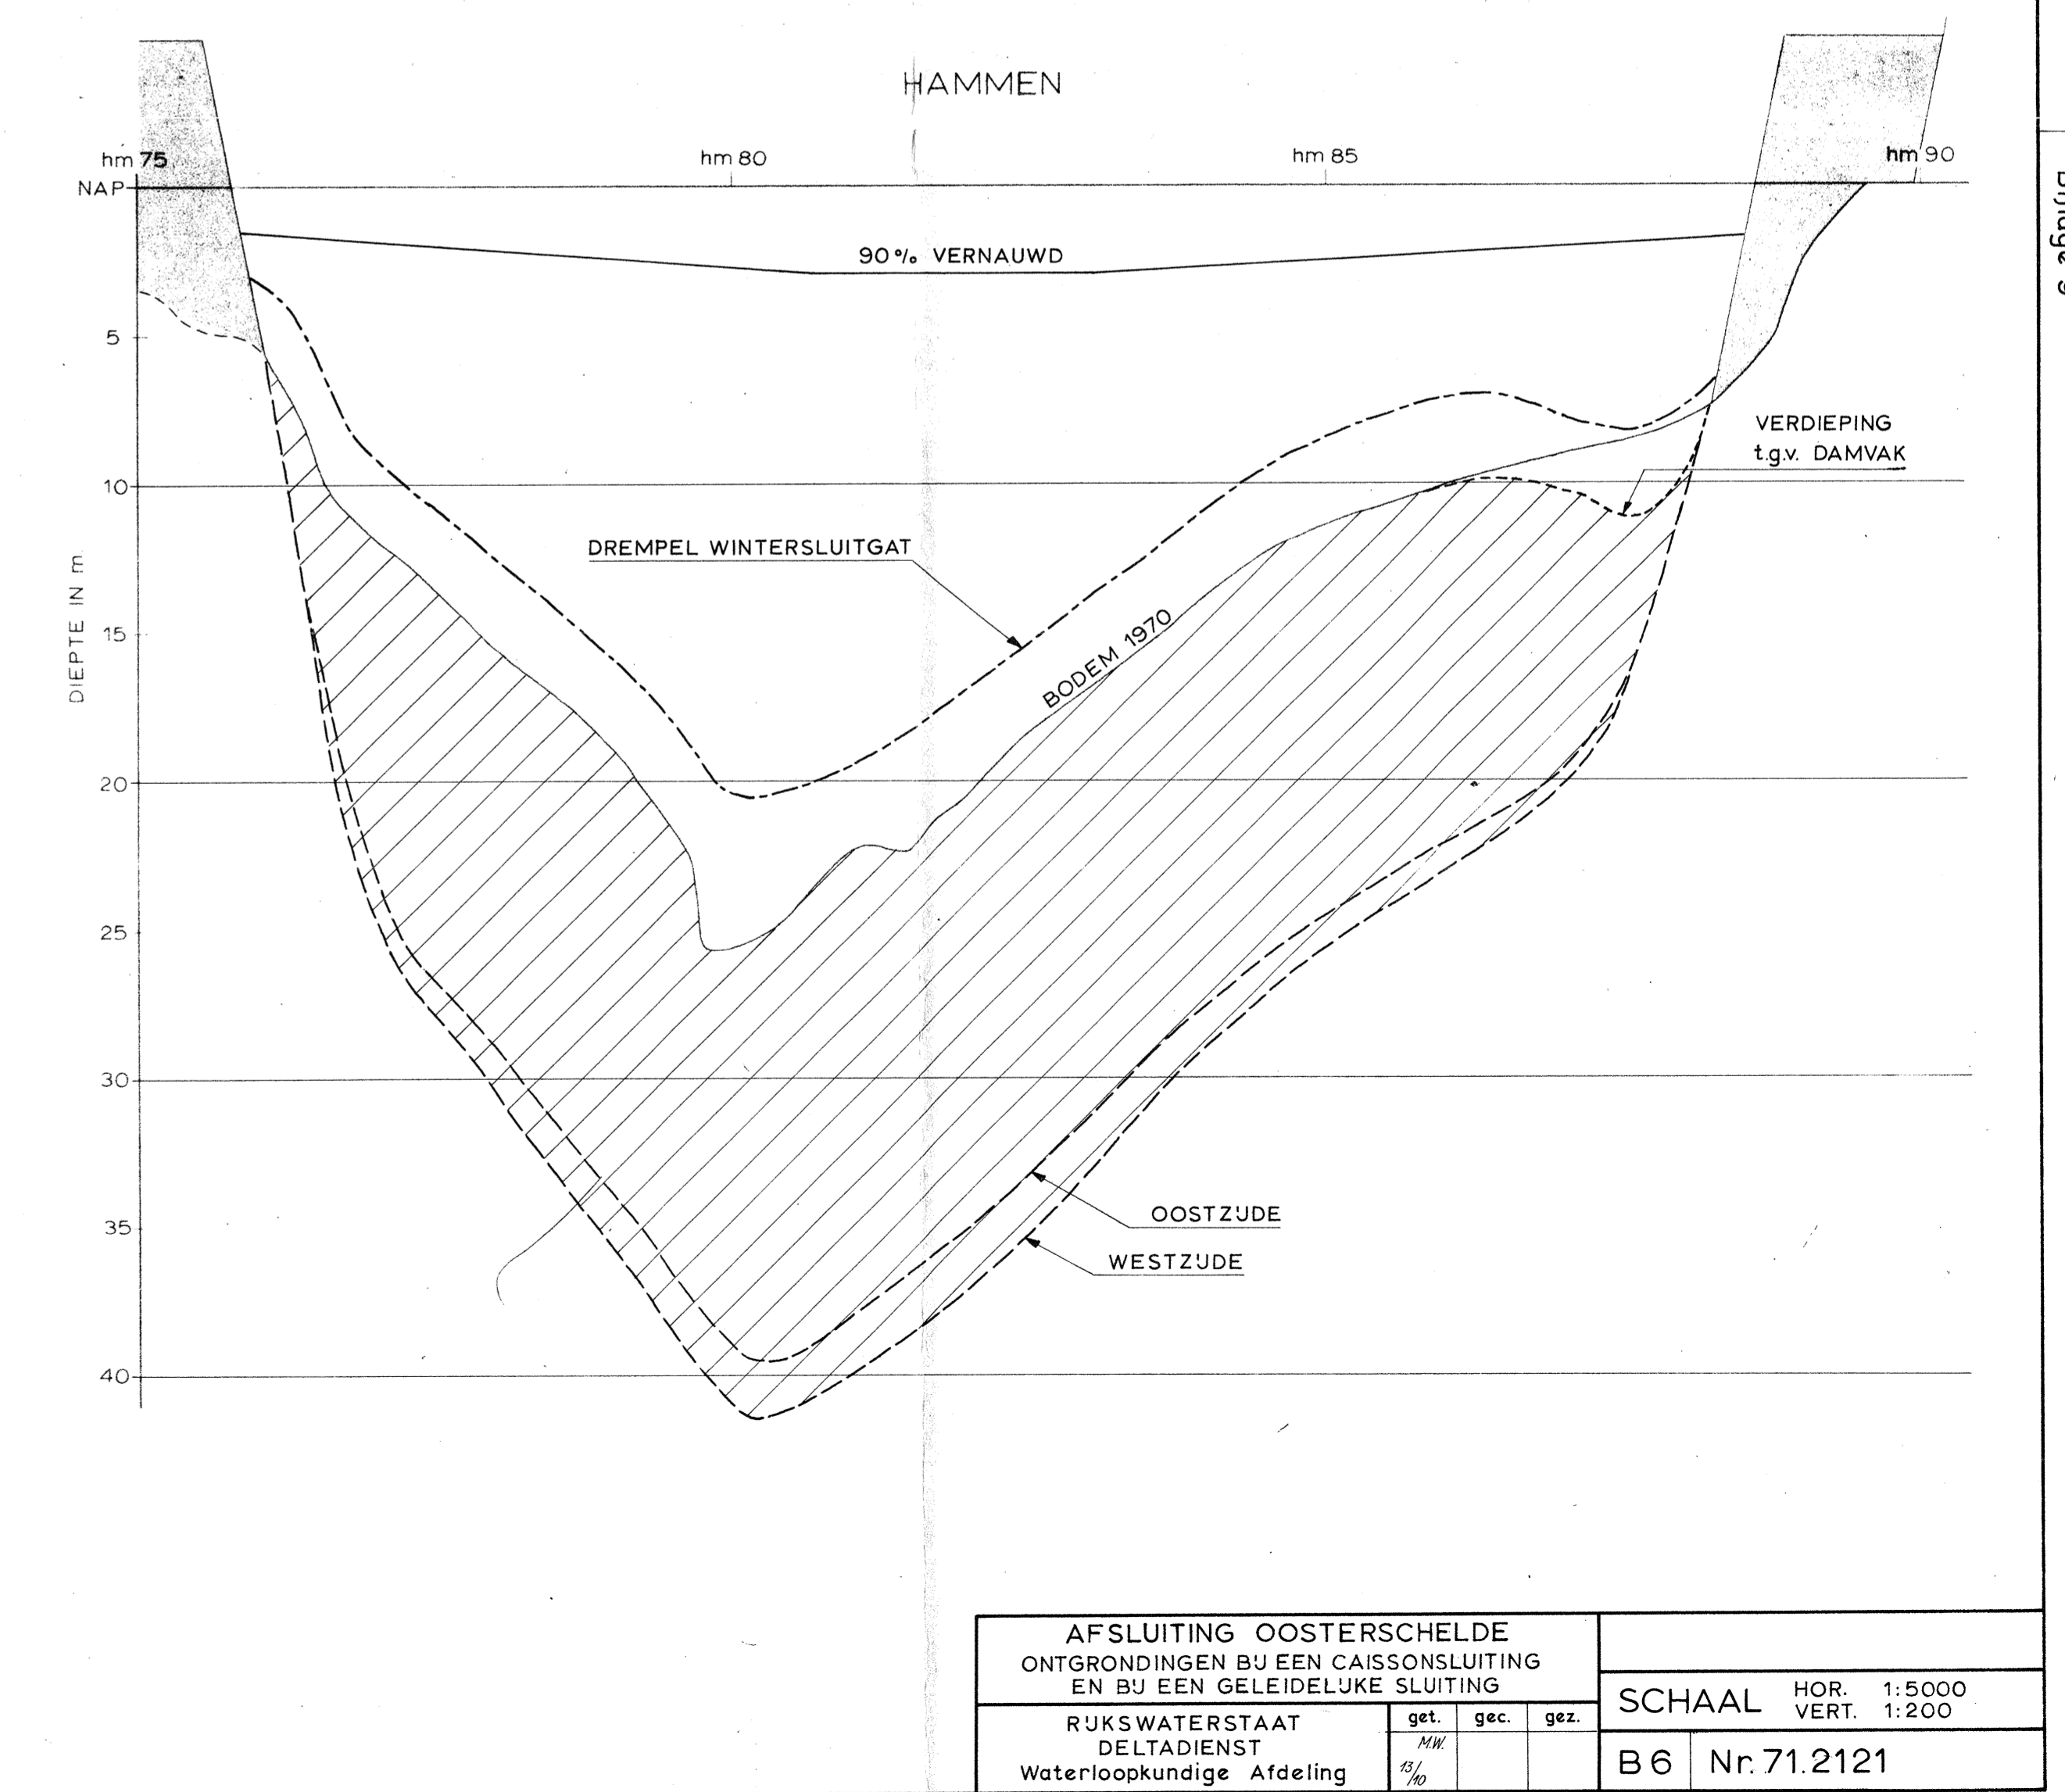 HAMMEN
hm 75
hm 80
hm 85
hm 90
NAP
90% VERNAUWD
5
VERDIEPING
t.g.v. DAMVAK
10
DREMPEL WINTERSLUITGAT
DIEPTE IN m
15
BODEM 1970
20
25
30
35
OOSTZIJDE
WESTZIJDE
40
AFSLUITING OOSTERSCHELDE
ONTGRONDINGEN BIJ EEN CAISSONSLUITING
EN BIJ EEN GELEIDELIJKE SLUITING
RIJKSWATERSTAAT
DELTADIENST
Waterloopkundige Afdeling
get. gec. gez.
M.W.
13/10
SCHAAL HOR. 1:5000
VERT. 1:200
B 6 Nr. 71.2121